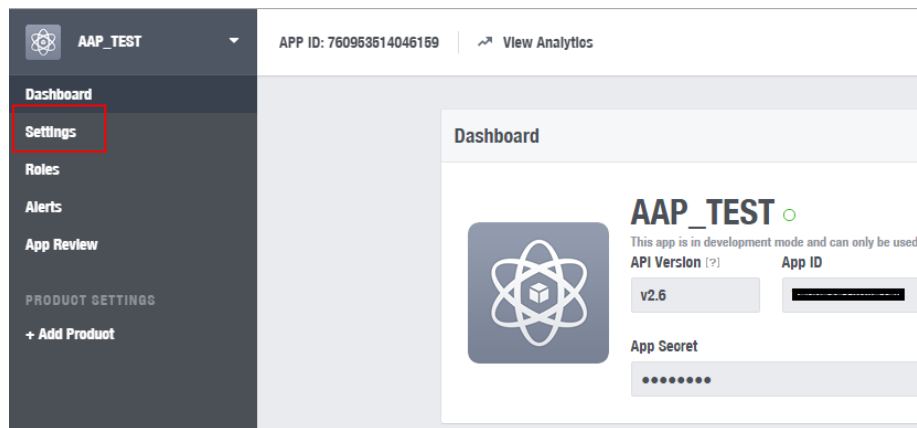 AAP_TEST
APP ID: 760953514046159
View Analytics
Dashboard
Settings
Roles
Alerts
App Review
PRODUCT SETTINGS
+ Add Product
Dashboard
AAP_TEST
This app is in development mode and can only be used
API Version [?]
App ID
v2.6
App Secret
●●●●●●●●